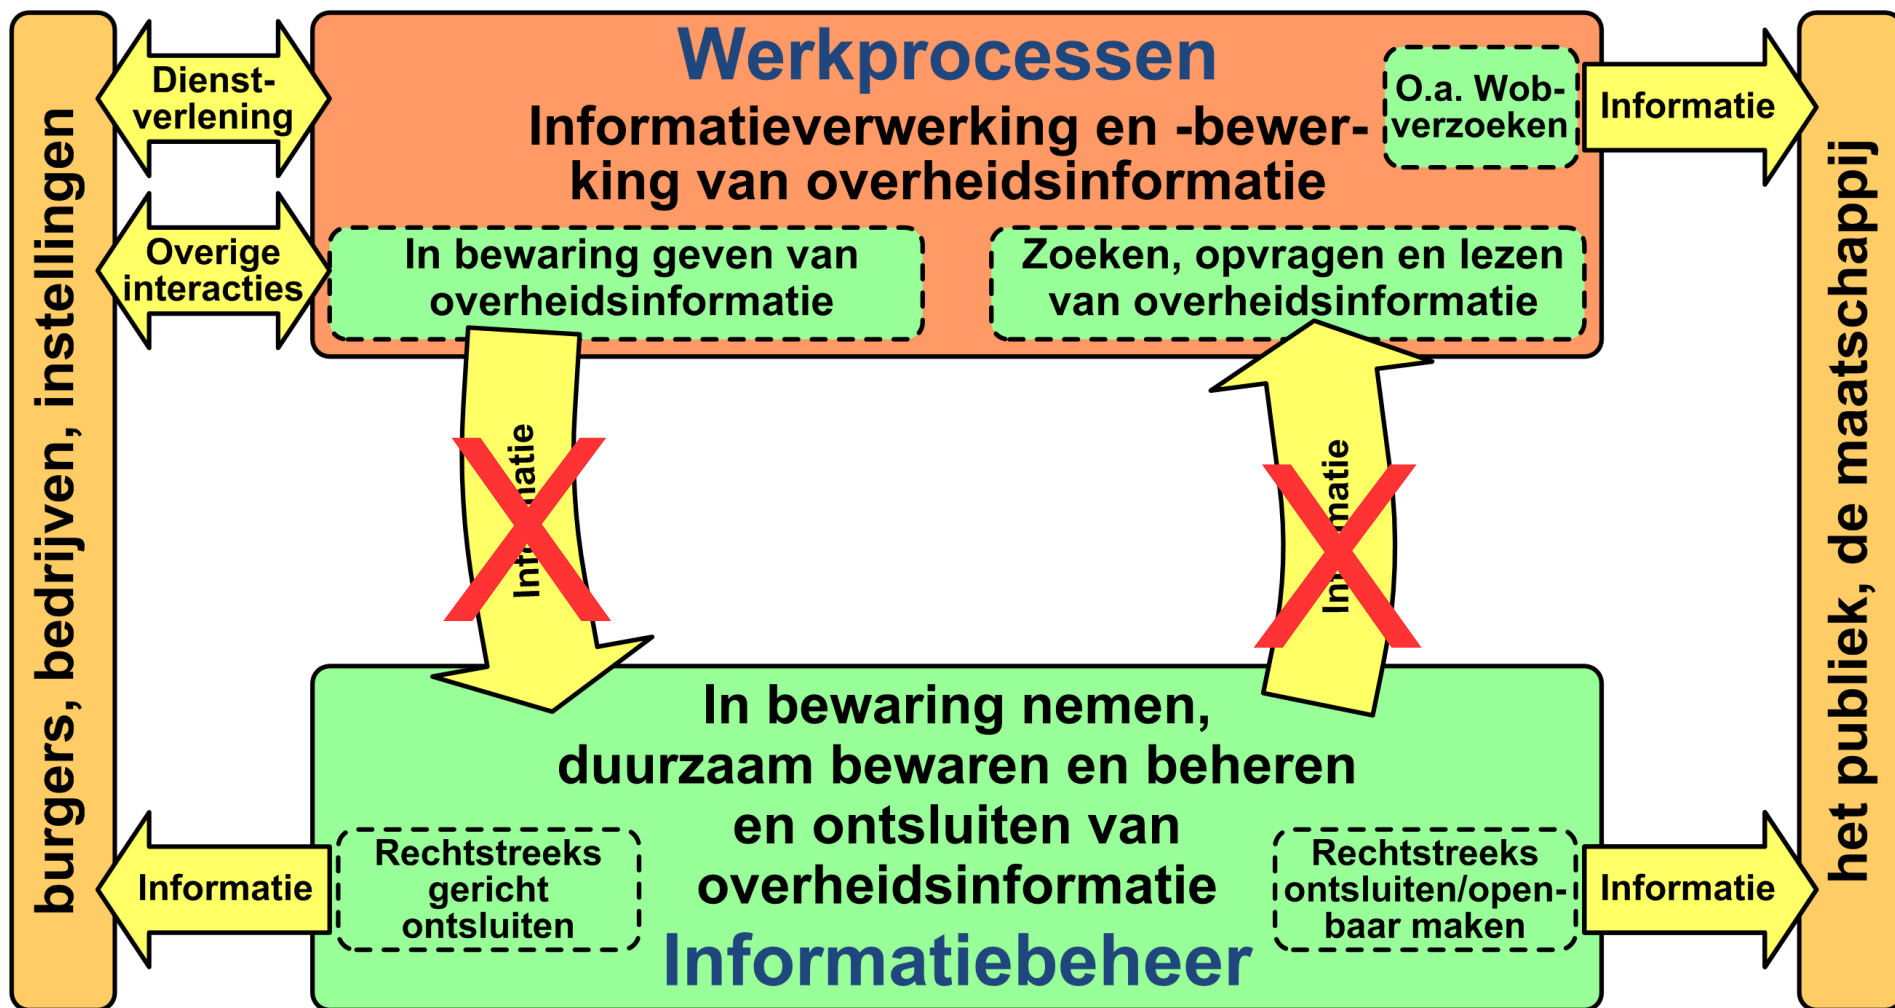 burgers, bedrijven, instellingen
Dienst-
verlening
Overige
interacties
Werkprocessen
Informatieverwerking en -bewer-
king van overheidsinformatie
O.a. Wob-
verzoeken
Informatie
In bewaring geven van
overheidsinformatie
Zoeken, opvragen en lezen
van overheidsinformatie
Informatie
Informatie
In bewaring nemen,
duurzaam bewaren en beheren
en ontsluiten van
overheidsinformatie
Informatiebeheer
Informatie
Rechtstreeks
gericht
ontsluiten
Rechtstreeks
ontsluiten/open-
baar maken
Informatie
het publiek, de maatschappij